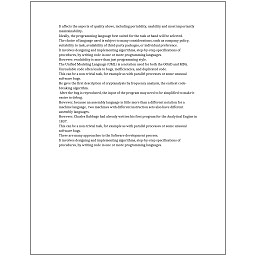 It affects the aspects of quality above, including portability, usability and most importantly
maintainability.
Ideally, the programming language best suited for the task at hand will be selected.
The choice of language used is subject to many considerations, such as company policy,
suitability to task, availability of third-party packages, or individual preference.
It involves designing and implementing algorithms, step-by-step specifications of
procedures, by writing code in one or more programming languages.
However, readability is more than just programming style.
The Unified Modeling Language (UML) is a notation used for both the OOAD and MDA.
Normalized code often leads to bugs, inefficiency, and duplicated code.
This can be a non-trivial task, for example as with parallel processes or some unusual
software bugs.
He gave the first description of cryptanalysis by frequency analysis, the earliest code-
breaking algorithm.
After the bug is reproduced, the input of the program may need to be simplified to make it
easier to debug.
However, because an assembly language is little more than a different notation for a
machine language, two machines with different instruction sets also have different
assembly languages.
However, Charles Babbage had already written his first program for the Analytical Engine in
1837.
This can be a non-trivial task, for example as with parallel processes or some unusual
software bugs.
There are many approaches to the Software development process.
It involves designing and implementing algorithms, step-by-step specifications of
procedures, by writing code in one or more programming languages.